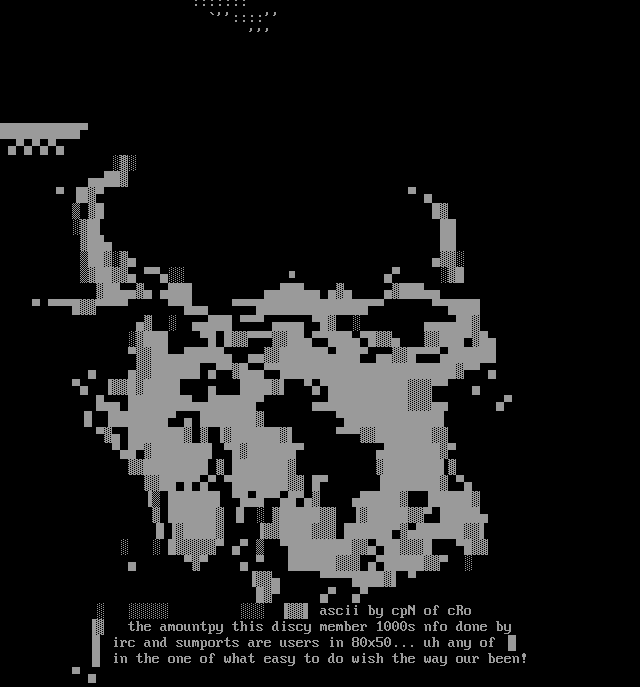 ascii by cpN of cRo
the amountpy this discy member 1000s nfo done by
irc and sumports are users in 80x50... uh any of
in the one of what easy to do wish the way our been!